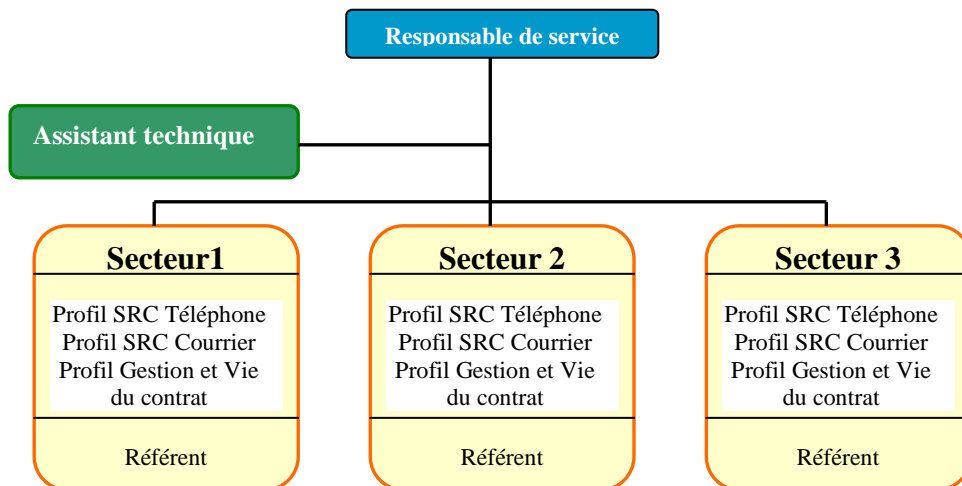 Responsable de service
Assistant technique
Secteur1
Profil SRC Téléphone
Profil SRC Courrier
Profil Gestion et Vie
du contrat
Référent
Secteur 2
Profil SRC Téléphone
Profil SRC Courrier
Profil Gestion et Vie
du contrat
Référent
Secteur 3
Profil SRC Téléphone
Profil SRC Courrier
Profil Gestion et Vie
du contrat
Référent